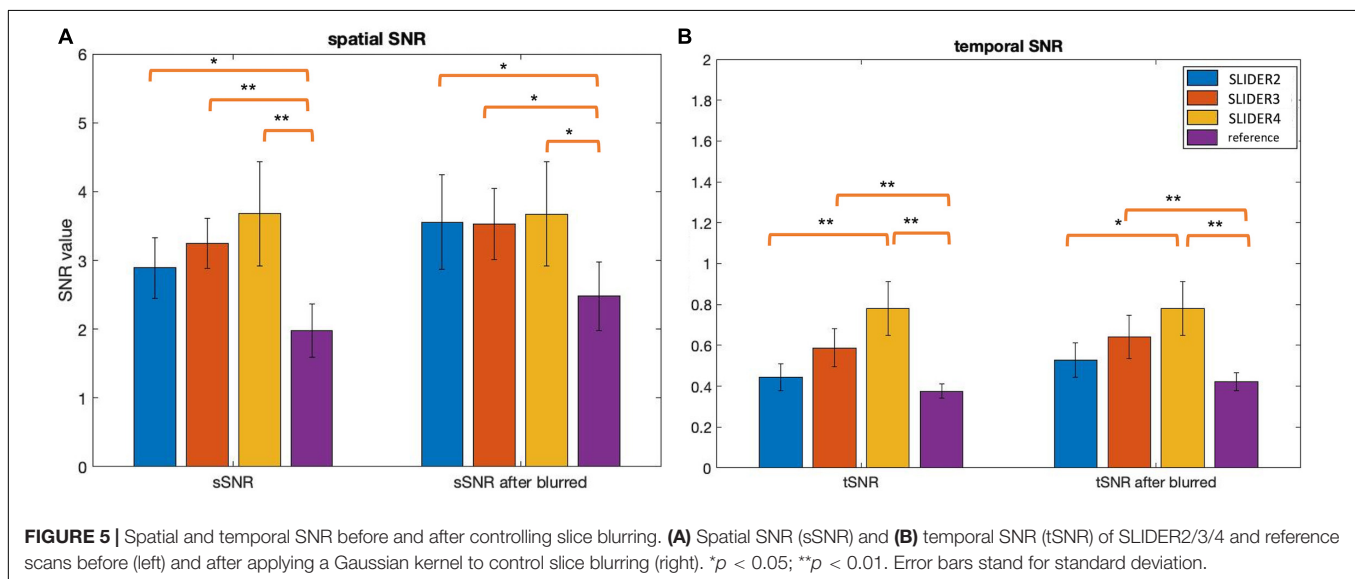 A
spatial SNR
6
5
4
3
2
1
0
SNR value
*
**
**
*
*
*
sSNR
sSNR after blurred
B
temporal SNR
2
1.8
1.6
1.4
1.2
1
0.8
0.6
0.4
0.2
0
SLIDER2
SLIDER3
SLIDER4
reference
**
**
**
**
*
**
tSNR
tSNR after blurred
FIGURE 5 | Spatial and temporal SNR before and after controlling slice blurring. (A) Spatial SNR (sSNR) and (B) temporal SNR (tSNR) of SLIDER2/3/4 and reference
scans before (left) and after applying a Gaussian kernel to control slice blurring (right). *p < 0.05; **p < 0.01. Error bars stand for standard deviation.